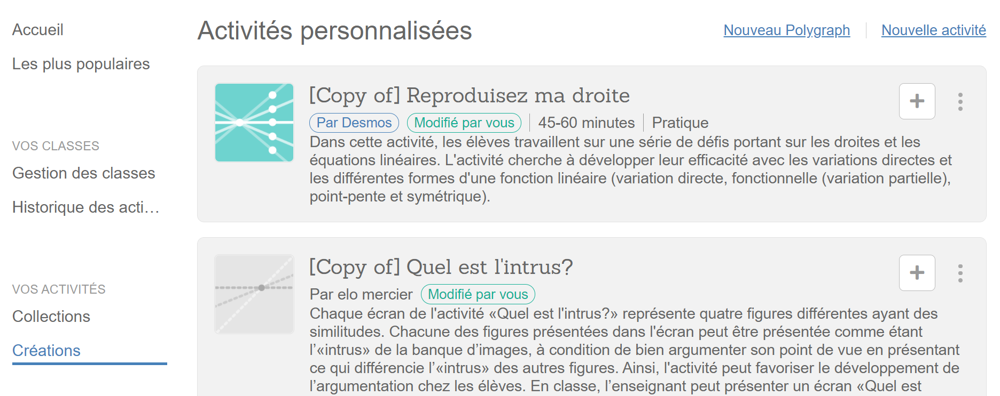 Accueil
Les plus populaires
VOS CLASSES
Gestion des classes
Historique des acti…
VOS ACTIVITÉS
Collections
Créations
Activités personnalisées
Nouveau Polygraph
Nouvelle activité
[Copy of] Reproduisez ma droite
Par Desmos Modifié par vous 45-60 minutes Pratique
Dans cette activité, les élèves travaillent sur une série de défis portant sur les droites et les
équations linéaires. L'activité cherche à développer leur efficacité avec les variations directes et
les différentes formes d'une fonction linéaire (variation directe, fonctionnelle (variation partielle),
point-pente et symétrique).
[Copy of] Quel est l'intrus?
Par elo mercier Modifié par vous
Chaque écran de l'activité «Quel est l'intrus?» représente quatre figures différentes ayant des
similitudes. Chacune des figures présentées dans l'écran peut être présentée comme étant
l’«intrus» de la banque d’images, à condition de bien argumenter son point de vue en présentant
ce qui différencie l’«intrus» des autres figures. Ainsi, l'activité peut favoriser le développement de
l’argumentation chez les élèves. En classe, l’enseignant peut présenter un écran «Quel est